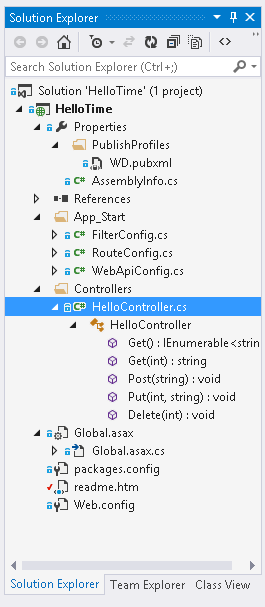 Solution Explorer
Search Solution Explorer (Ctrl+;)
Solution 'HelloTime' (1 project)
HelloTime
Properties
PublishProfiles
WD.pubxml
C# AssemblyInfo.cs
References
App_Start
C# FilterConfig.cs
C# RouteConfig.cs
C# WebApiConfig.cs
Controllers
C# HelloController.cs
HelloController
Get() : IEnumerable<strin
Get(int) : string
Post(string) : void
Put(int, string) : void
Delete(int) : void
Global.asax
Global.asax.cs
packages.config
readme.htm
Web.config
Solution Explorer Team Explorer Class View